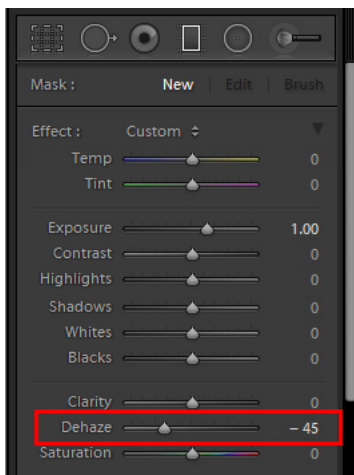 Mask : New | Edit | Brush
Effect : Custom
Temp 0
Tint 0
Exposure 1.00
Contrast 0
Highlights 0
Shadows 0
Whites 0
Blacks 0
Clarity 0
Dehaze – 45
Saturation 0